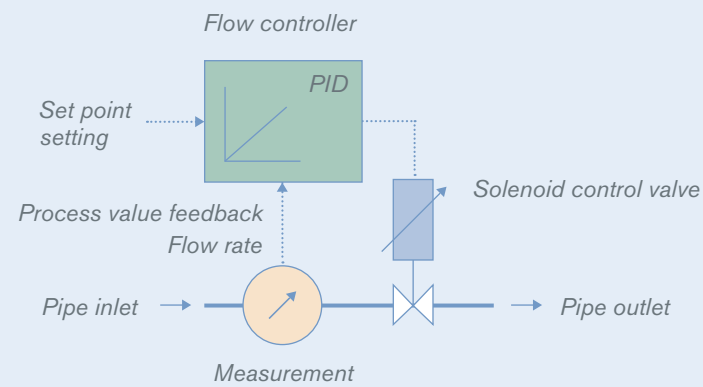 Flow controller
PID
Set point
setting
Solenoid control valve
Process value feedback
Flow rate
Pipe inlet
Pipe outlet
Measurement